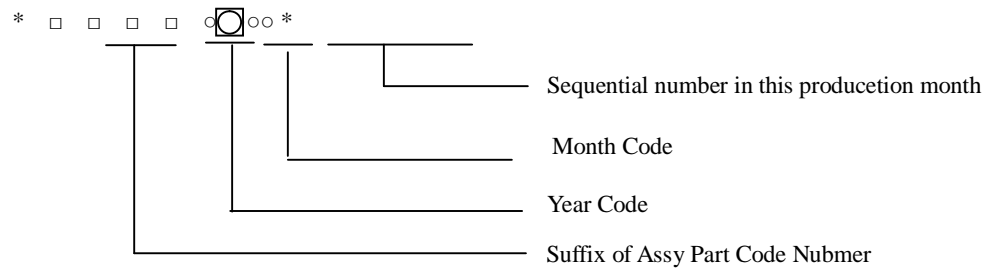 * □ □ □ □ ○◯○○ *
Sequential number in this producetion month
Month Code
Year Code
Suffix of Assy Part Code Nubmer